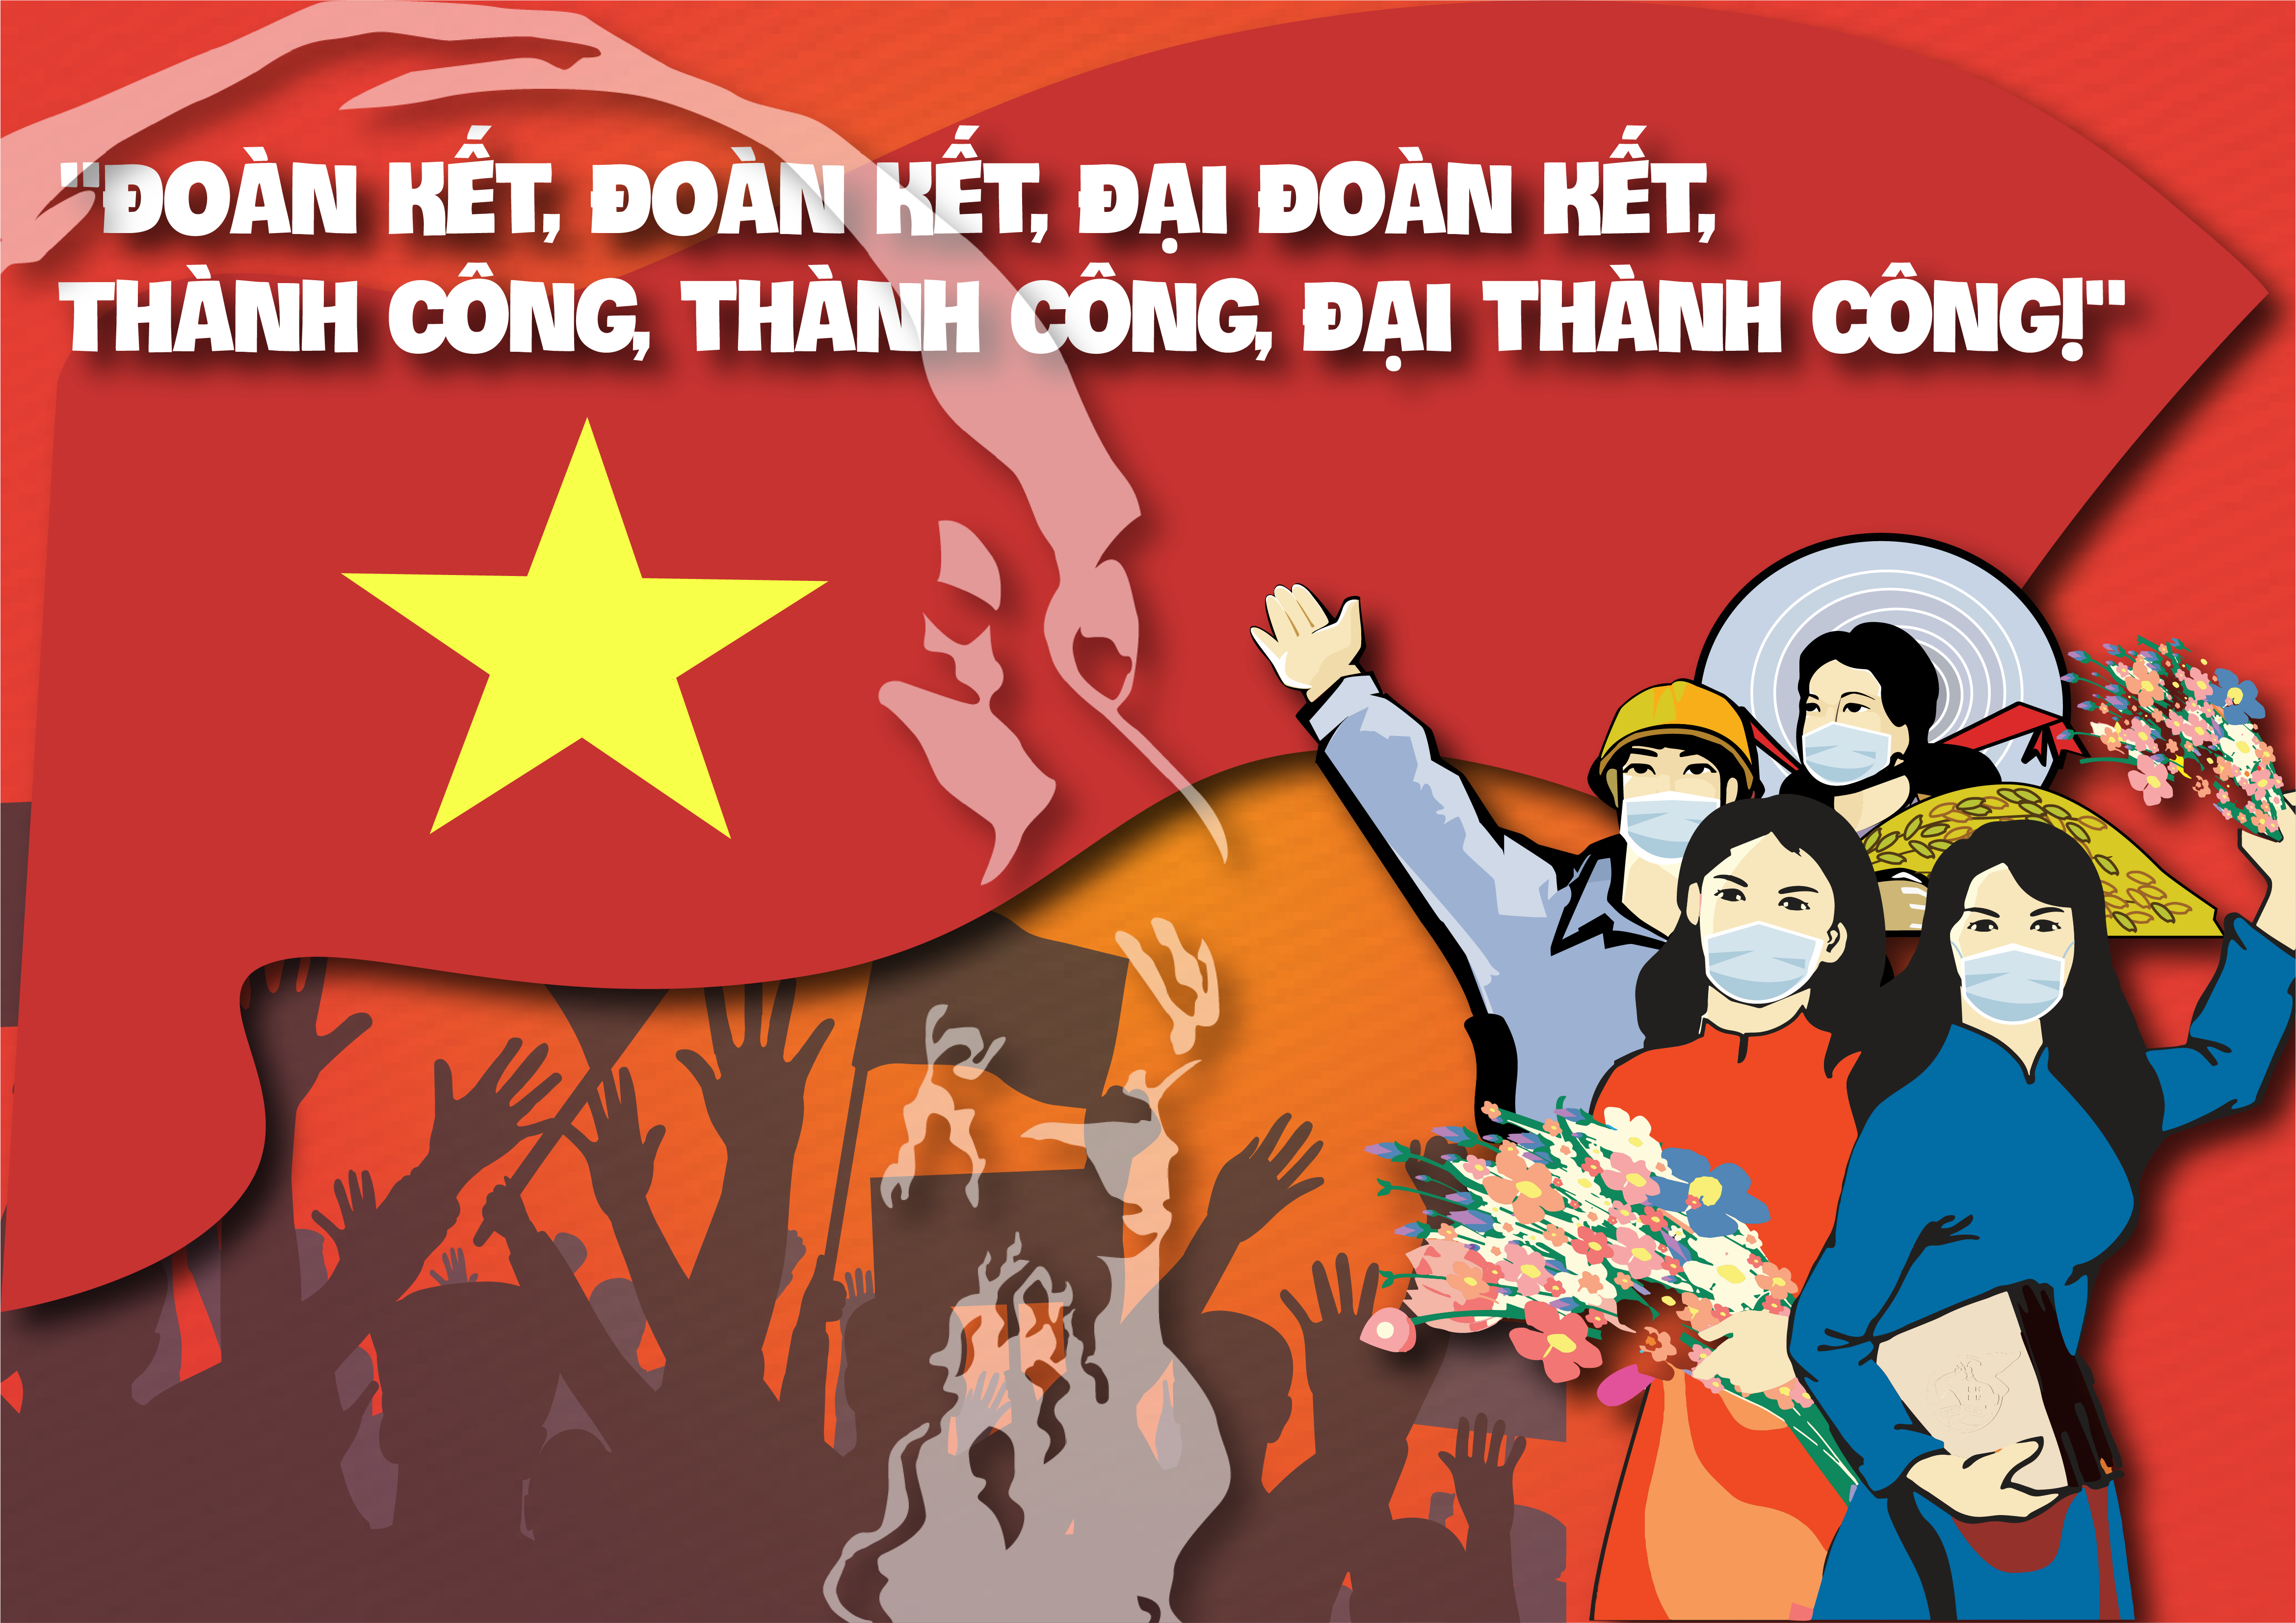 "ĐOÀN KẾT, ĐOÀN KẾT, ĐẠI ĐOÀN KẾT,
THÀNH CÔNG, THÀNH CÔNG, ĐẠI THÀNH CÔNG!"